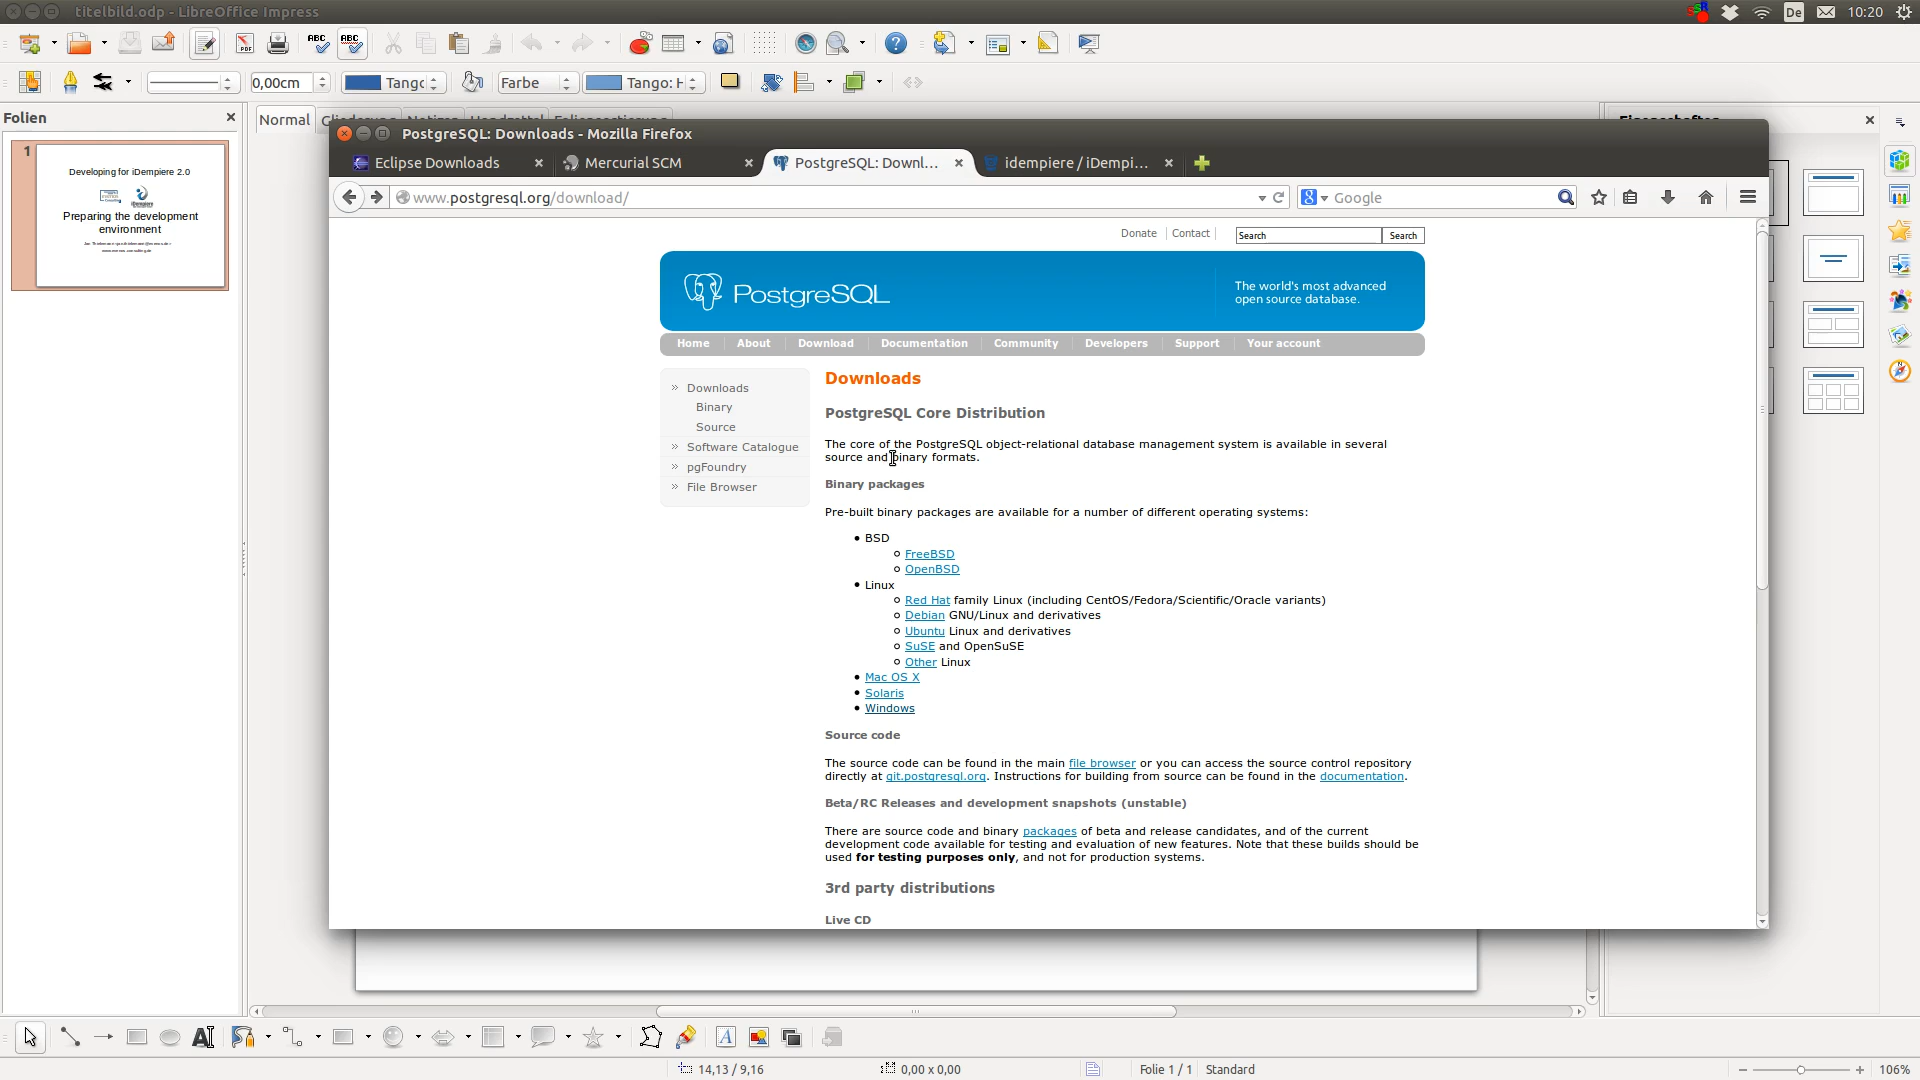 titelbild.odp - LibreOffice Impress
De
10:20
0,00cm
Tango
Farbe
Tango: H
Folien
Normal
1
Developing for iDempiere 2.0
Preparing the development
environment
PostgreSQL: Downloads - Mozilla Firefox
Eclipse Downloads
Mercurial SCM
PostgreSQL: Downl...
idempiere / iDempi...
www.postgresql.org/download/
Google
Donate
Contact
Search
Search
PostgreSQL
The world's most advanced
open source database.
Home
About
Download
Documentation
Community
Developers
Support
Your account
Downloads
Binary
Source
Software Catalogue
pgFoundry
File Browser
Downloads
PostgreSQL Core Distribution
The core of the PostgreSQL object-relational database management system is available in several
source and binary formats.
Binary packages
Pre-built binary packages are available for a number of different operating systems:
BSD
FreeBSD
OpenBSD
Linux
Red Hat family Linux (including CentOS/Fedora/Scientific/Oracle variants)
Debian GNU/Linux and derivatives
Ubuntu Linux and derivatives
SuSE and OpenSuSE
Other Linux
Mac OS X
Solaris
Windows
Source code
The source code can be found in the main file browser or you can access the source control repository
directly at git.postgresql.org. Instructions for building from source can be found in the documentation.
Beta/RC Releases and development snapshots (unstable)
There are source code and binary packages of beta and release candidates, and of the current
development code available for testing and evaluation of new features. Note that these builds should be
used for testing purposes only, and not for production systems.
3rd party distributions
Live CD
14,13 / 9,16
0,00 x 0,00
Folie 1 / 1
Standard
106%